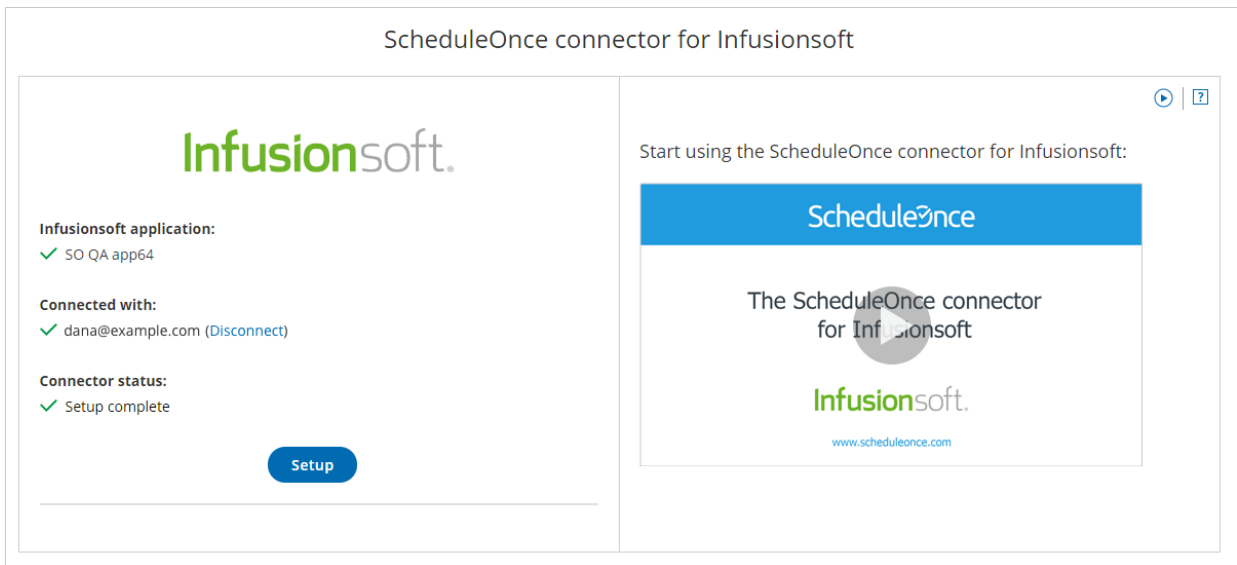 ScheduleOnce connector for Infusionsoft
Infusionsoft.
Infusionsoft application:
SO QA app64
Connected with:
dana@example.com (Disconnect)
Connector status:
Setup complete
Setup
?
Start using the ScheduleOnce connector for Infusionsoft:
ScheduleOnce
The ScheduleOnce connector
for Infusionsoft
Infusionsoft.
www.scheduleonce.com